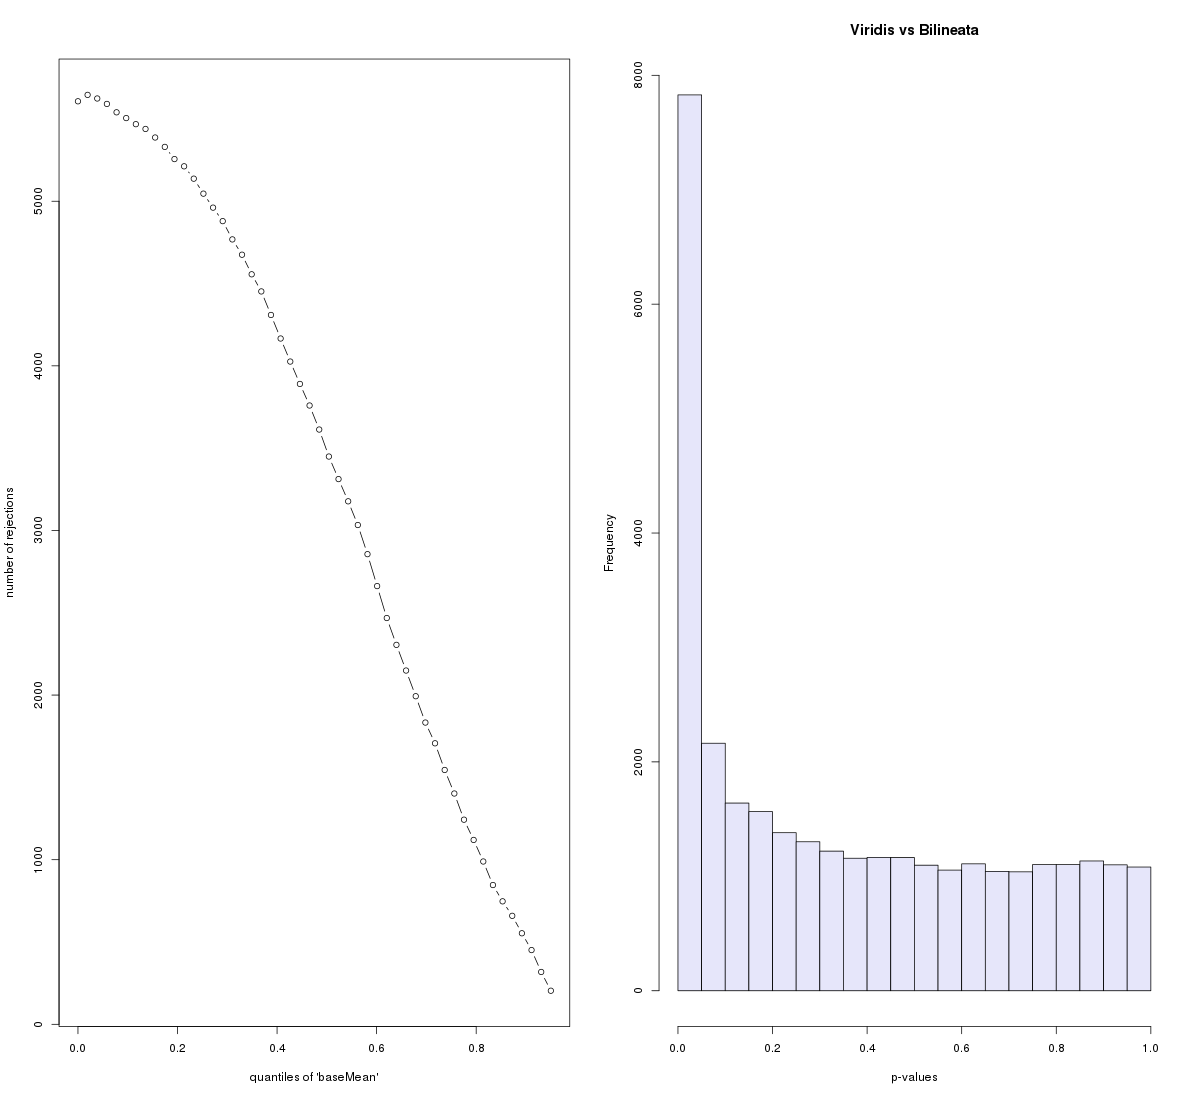 number of rejections
5000
4000
3000
2000
1000
0
0.0 0.2 0.4 0.6 0.8
quantiles of 'baseMean'
Viridis vs Bilineata
Frequency
8000
6000
4000
2000
0
0.0 0.2 0.4 0.6 0.8 1.0
p-values